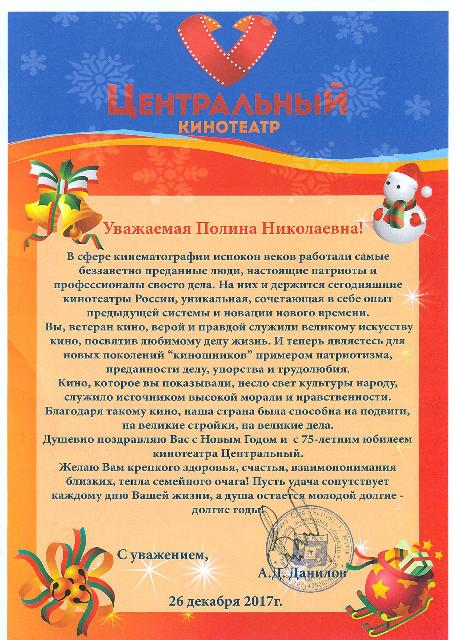 ЦЕНТРАЛЬНЫЙ
КИНОТЕАТР
Уважаемая Полина Николаевна!
В сфере кинематографии испокон веков работали самые
беззаветно преданные люди, настоящие патриоты и
профессионалы своего дела. На них и держится сегодняшние
кинотеатры России, уникальная, сочетающая в себе опыт
предыдущей системы и новации нового времени.
Вы, ветеран кино, верой и правдой служили великому искусству
кино, посвятив любимому делу жизнь. И теперь являетесь для
новых поколений “киношников” примером патриотизма,
преданности делу, упорства и трудолюбия.
Кино, которое вы показывали, несло свет культуры народу,
служило источником высокой морали и нравственности.
Благодаря такому кино, наша страна была способна на подвиги,
на великие стройки, на великие дела.
Душевно поздравляю Вас с Новым Годом и с 75-летним юбилеем
кинотеатра Центральный.
Желаю Вам крепкого здоровья, счастья, взаимопонимания
близких, тепла семейного очага! Пусть удача сопутствует
каждому дню Вашей жизни, а душа остается молодой долгие -
долгие годы!
С уважением,
А.Д. Данилов
26 декабря 2017г.